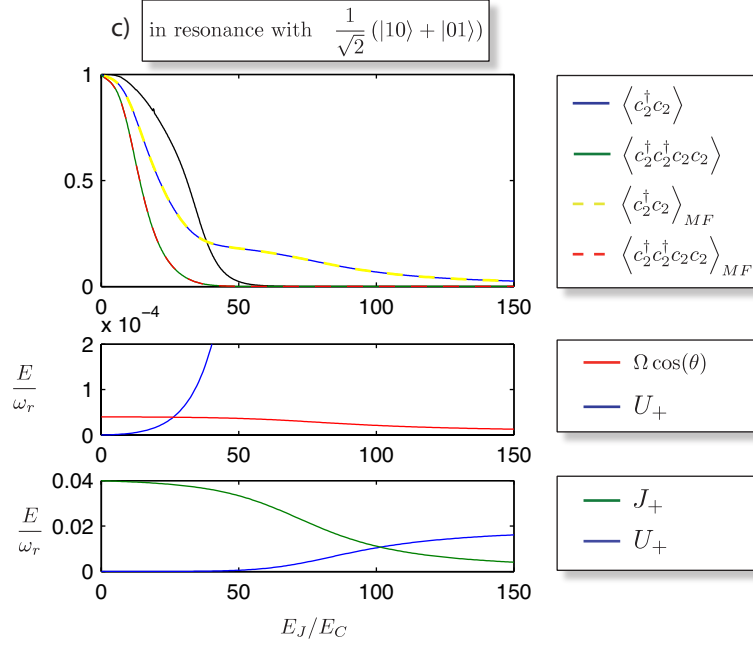 c) in resonance with 1/√2 (|10⟩ + |01⟩)
1
0.5
0
0 50 100 150
⟨c₂†c₂⟩
⟨c₂†c₂†c₂c₂⟩
⟨c₂†c₂⟩_MF
⟨c₂†c₂†c₂c₂⟩_MF
x 10⁻⁴
E/ω_r
2
1
0
0 50 100 150
Ω cos(θ)
U₊
E/ω_r
0.04
0.02
0
0 50 100 150
J₊
U₊
E_J/E_C